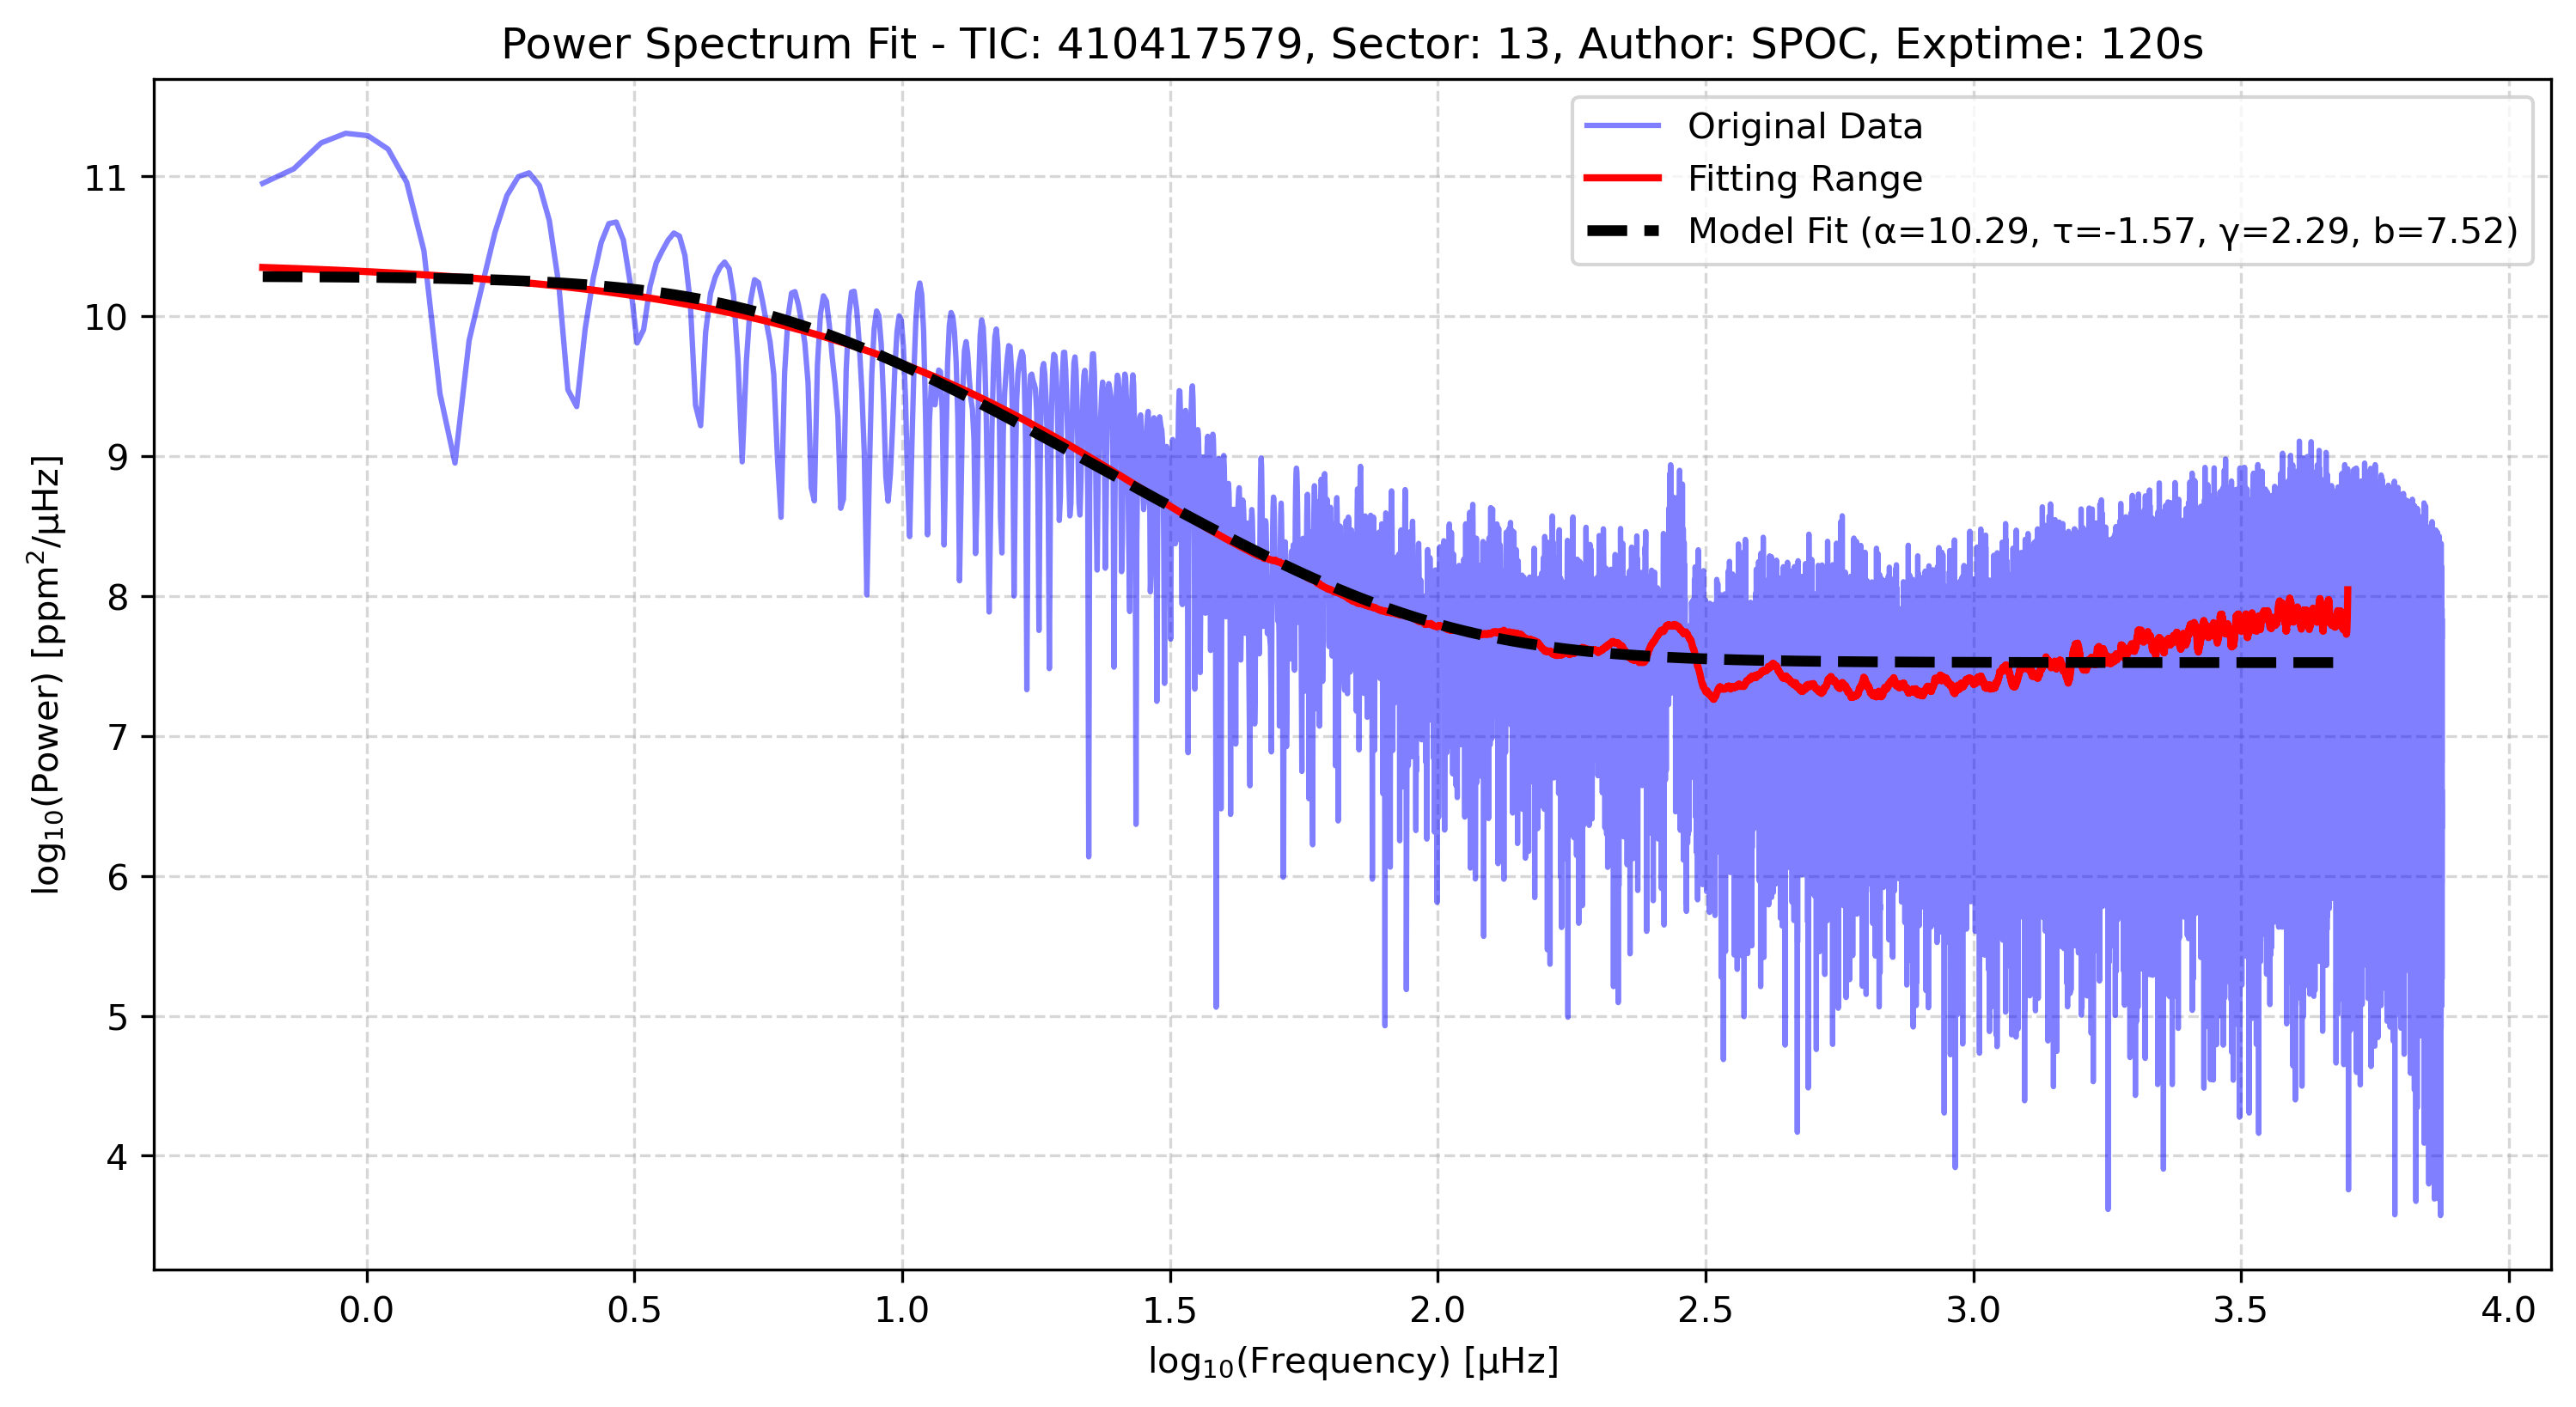 Power Spectrum Fit - TIC: 410417579, Sector: 13, Author: SPOC, Exptime: 120s
Original Data
Fitting Range
Model Fit (α=10.29, τ=-1.57, γ=2.29, b=7.52)
log₁₀(Power) [ppm²/μHz]
11
10
9
8
7
6
5
4
0.0 0.5 1.0 1.5 2.0 2.5 3.0 3.5 4.0
log₁₀(Frequency) [μHz]